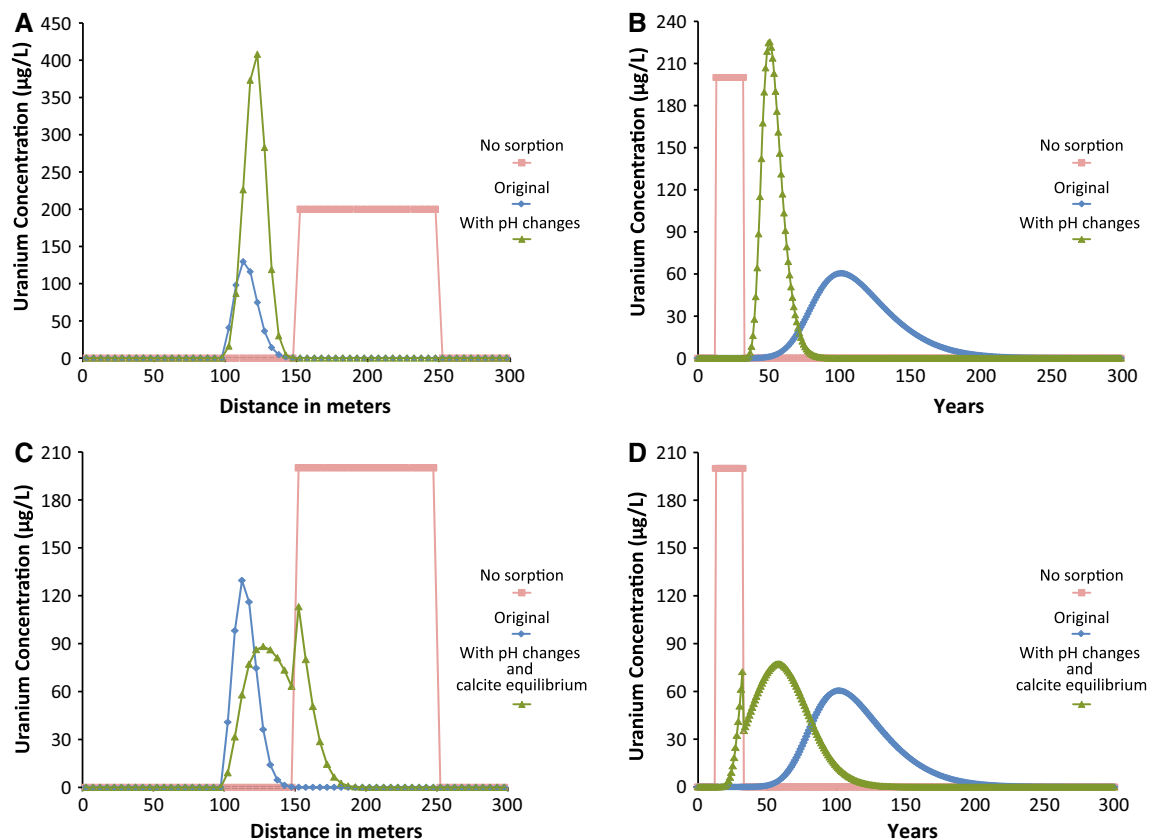 A
Uranium Concentration (µg/L)
450
400
350
300
250
200
150
100
50
0
0 50 100 150 200 250 300
Distance in meters
No sorption
Original
With pH changes
B
Uranium Concentration (µg/L)
240
210
180
150
120
90
60
30
0
0 50 100 150 200 250 300
Years
No sorption
Original
With pH changes
C
Uranium Concentration (µg/L)
210
180
150
120
90
60
30
0
0 50 100 150 200 250 300
Distance in meters
No sorption
Original
With pH changes
and
calcite equilibrium
D
Uranium Concentration (µg/L)
210
180
150
120
90
60
30
0
0 50 100 150 200 250 300
Years
No sorption
Original
With pH changes
and
calcite equilibrium